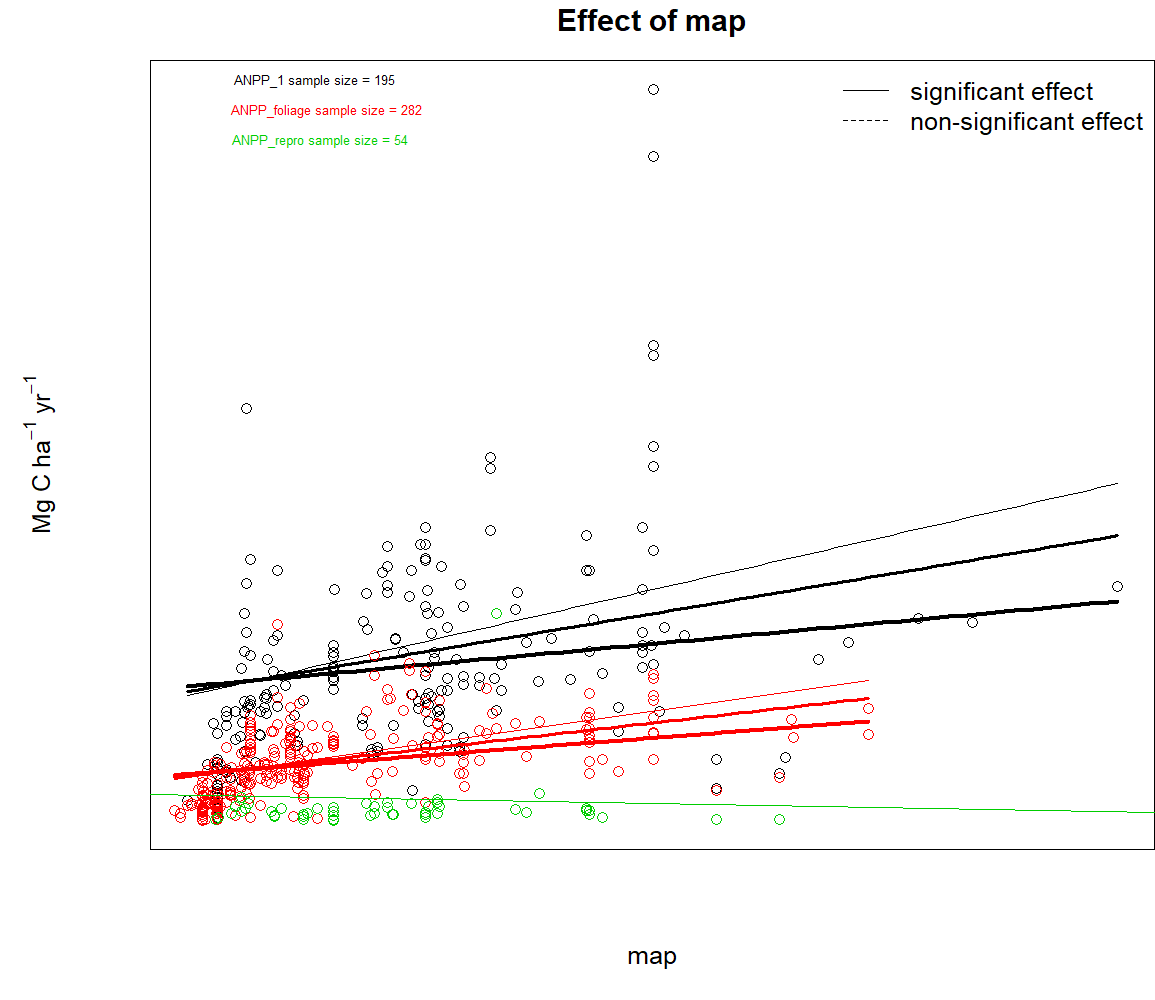 Effect of map
ANPP_1 sample size = 195
ANPP_foliage sample size = 282
ANPP_repro sample size = 54
significant effect
non-significant effect
Mg C ha⁻¹ yr⁻¹
map